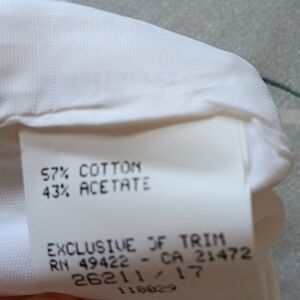 57% COTTON
43% ACETATE
EXCLUSIVE OF TRIM
RN 49422 - CA 21472
26211/17
118029